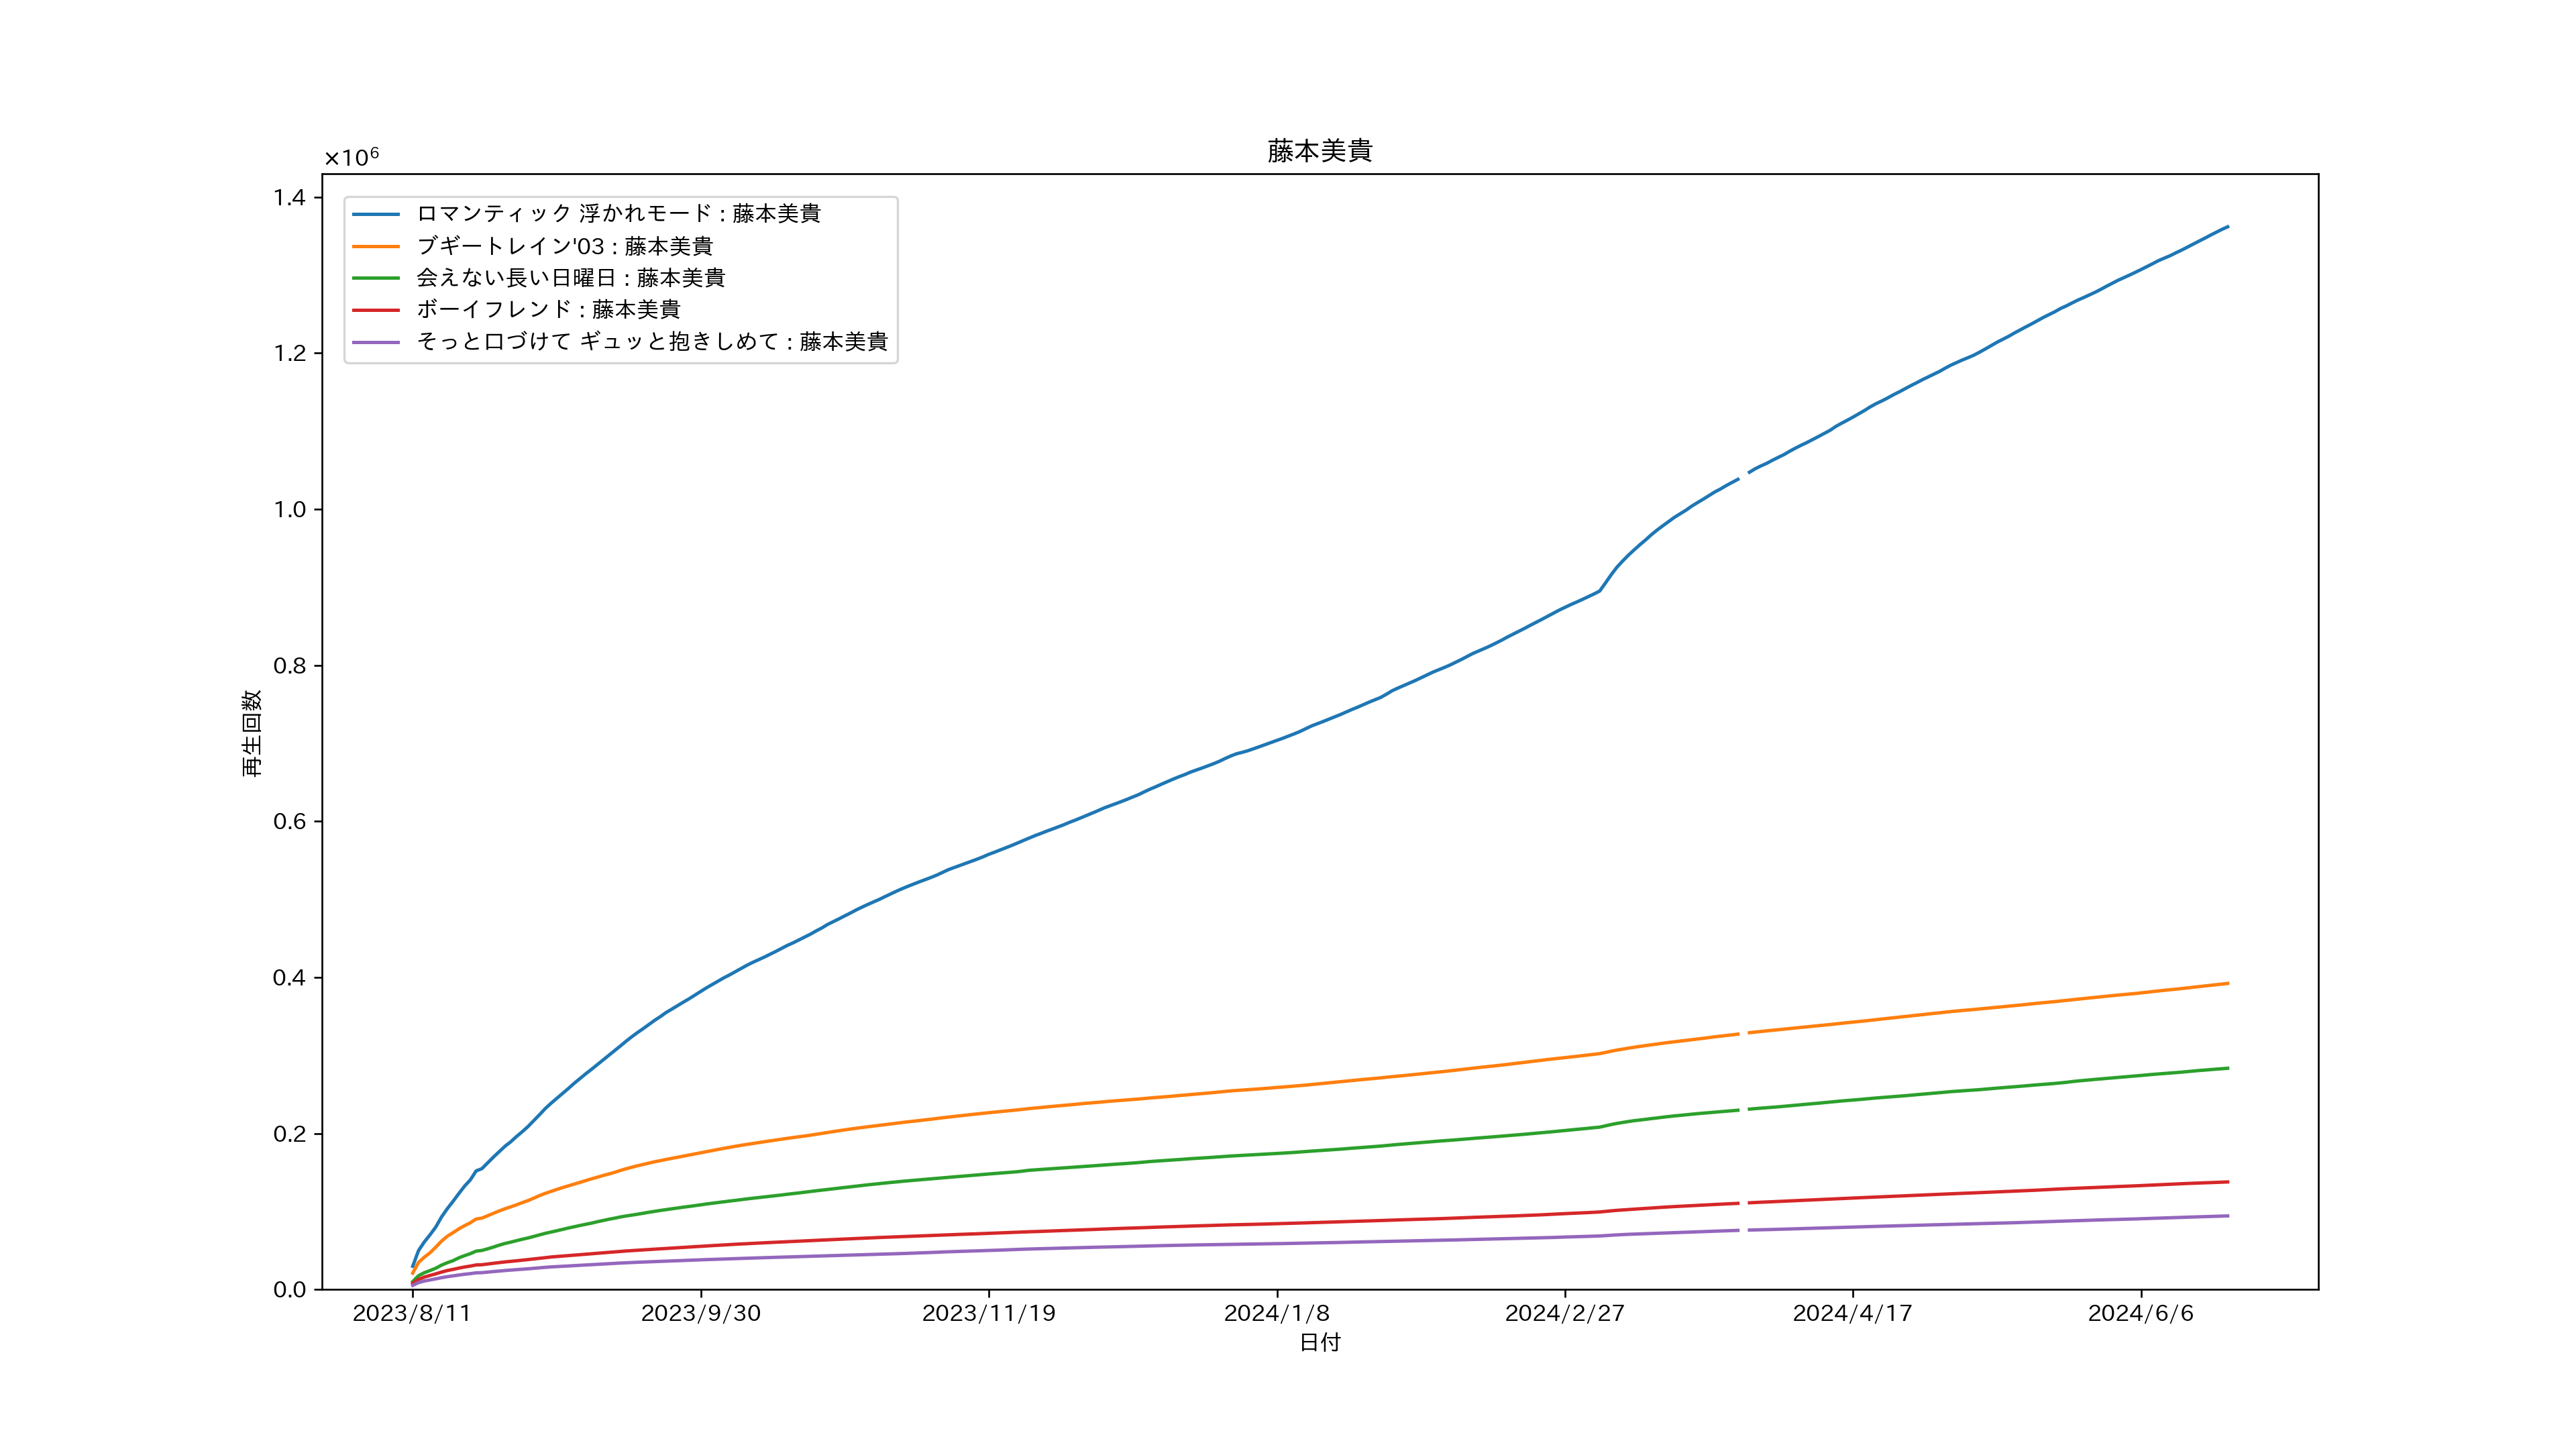 藤本美貴
×10⁶
1.4
1.2
1.0
0.8
0.6
0.4
0.2
0.0
再生回数
ロマンティック 浮かれモード : 藤本美貴
ブギートレイン'03 : 藤本美貴
会えない長い日曜日 : 藤本美貴
ボーイフレンド : 藤本美貴
そっと口づけて ギュッと抱きしめて : 藤本美貴
2023/8/11
2023/9/30
2023/11/19
2024/1/8
2024/2/27
2024/4/17
2024/6/6
日付